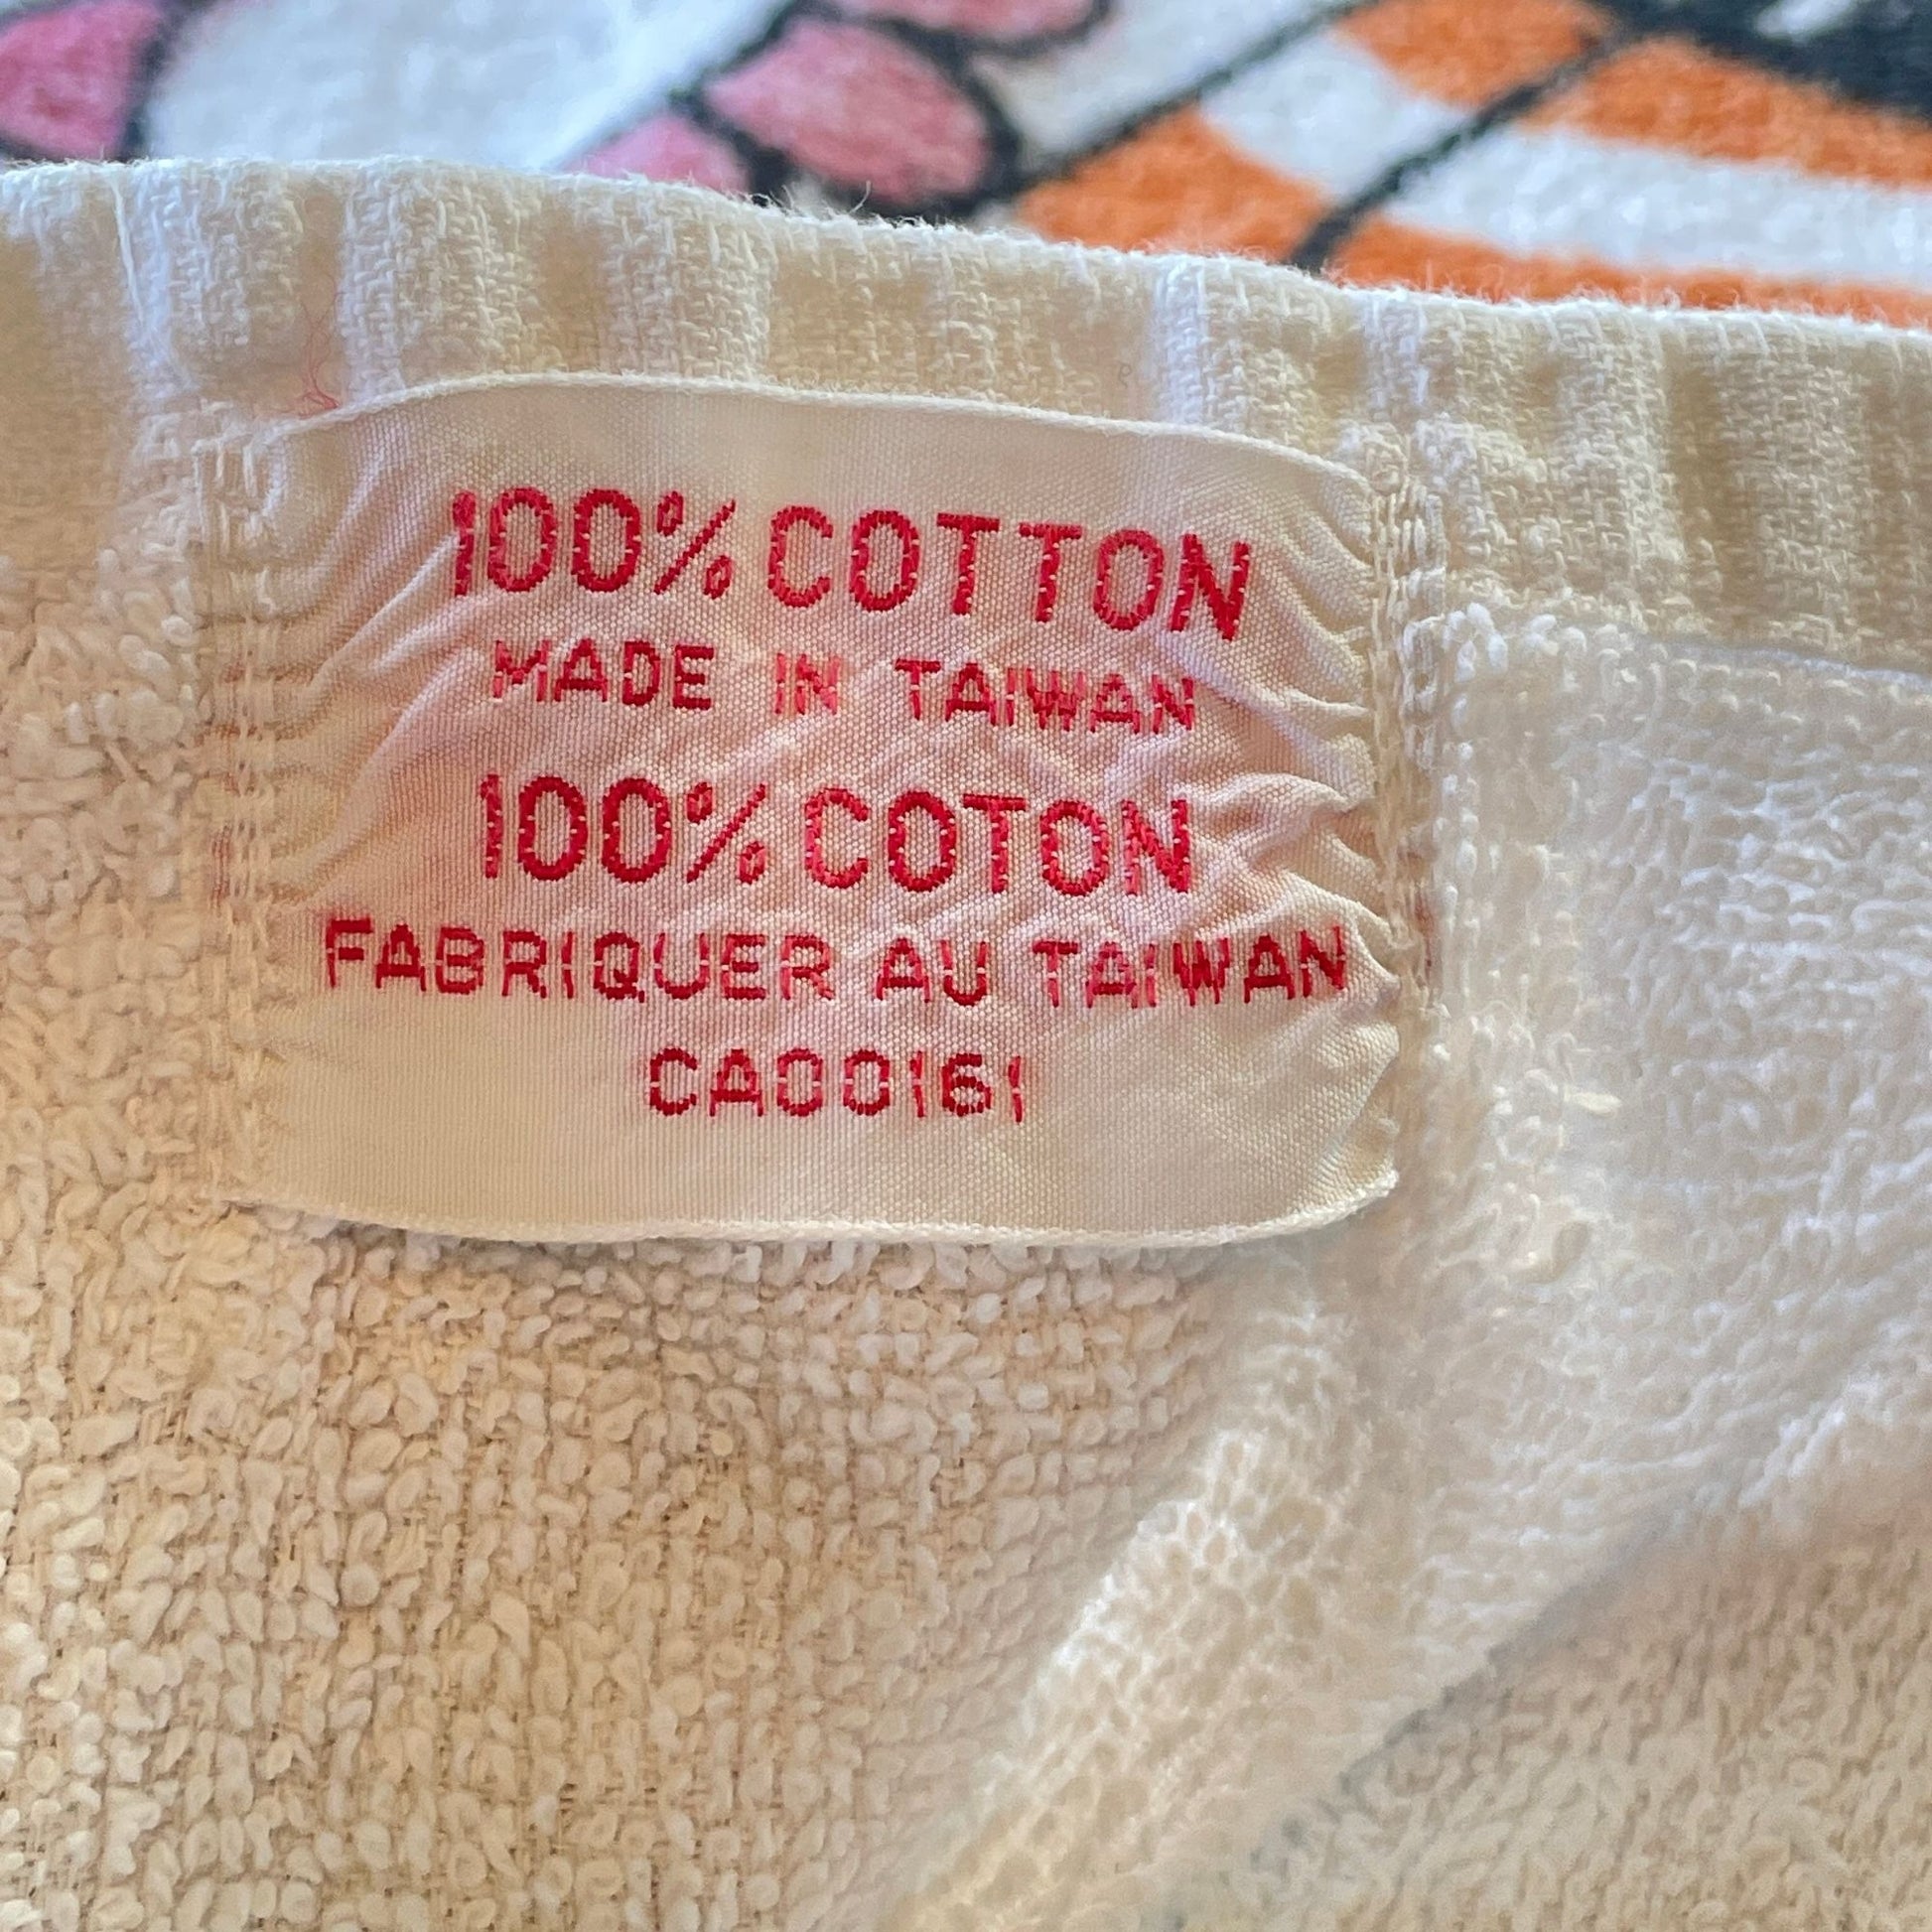 100% COTTON
MADE IN TAIWAN
100% COTON
FABRIQUER AU TAIWAN
CA00161